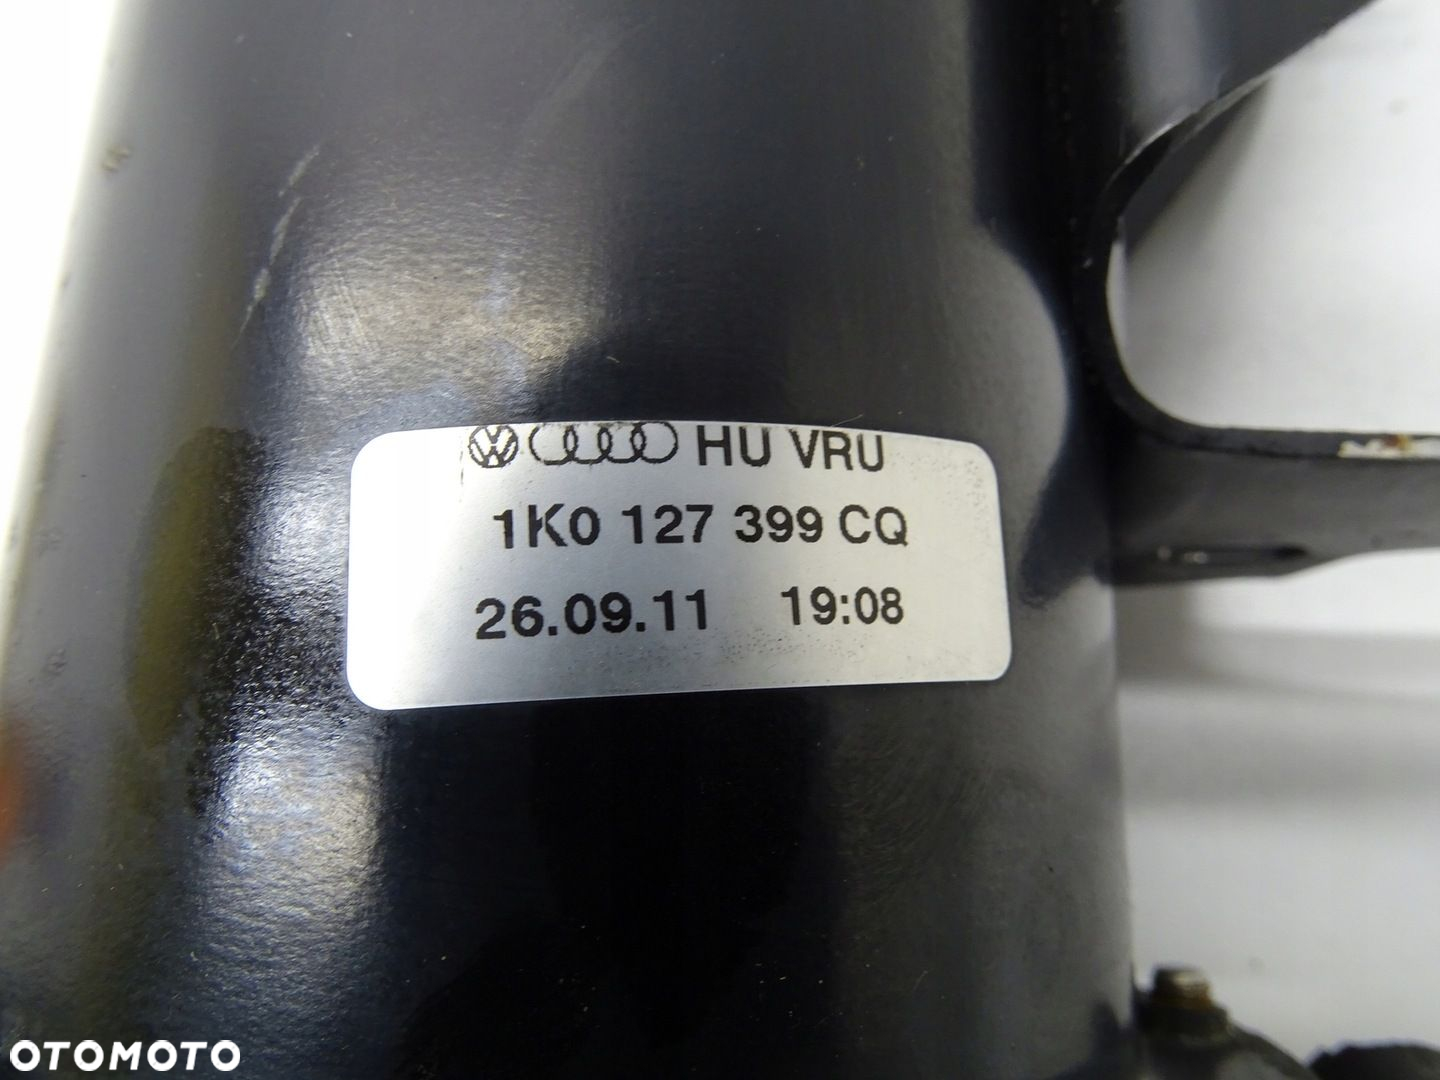 HU VRU
1K0 127 399 CQ
26.09.11 19:08
OTOMOTO